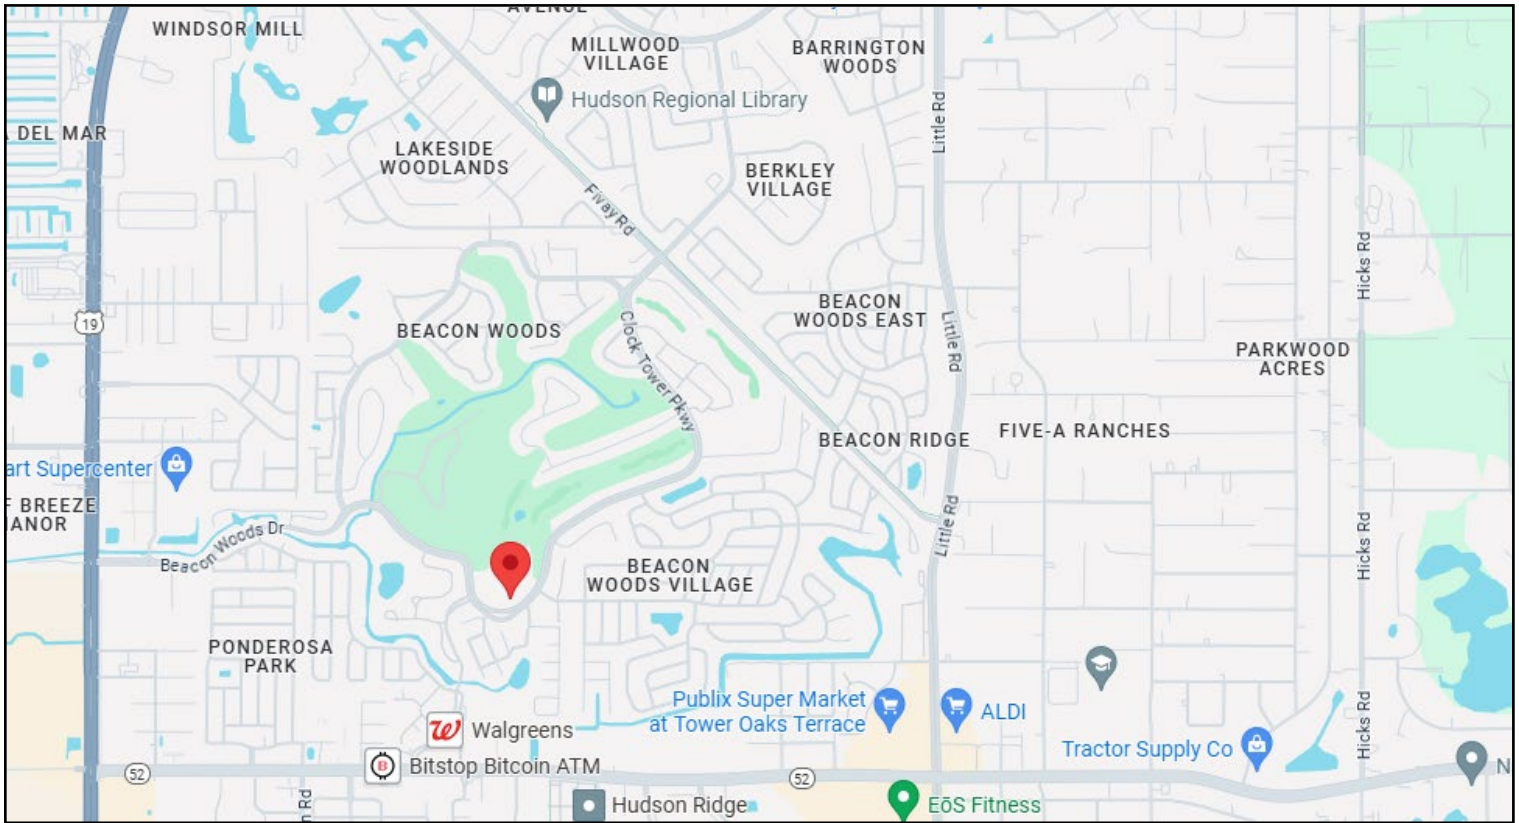 AVENUE
WINDSOR MILL
MILLWOOD
VILLAGE
BARRINGTON
WOODS
Hudson Regional Library
Little Rd
DEL MAR
LAKESIDE
WOODLANDS
BERKLEY
VILLAGE
Fivay Rd
Hicks Rd
19
BEACON WOODS
Clock Tower Pkwy
BEACON
WOODS EAST
Little Rd
PARKWOOD
ACRES
BEACON RIDGE
FIVE-A RANCHES
art Supercenter
F BREEZE
ANOR
Beacon Woods Dr
Little Rd
Hicks Rd
BEACON
WOODS VILLAGE
PONDEROSA
PARK
Publix Super Market
at Tower Oaks Terrace
ALDI
Hicks Rd
Walgreens
Tractor Supply Co
Bitstop Bitcoin ATM
52
52
N
n Rd
Hudson Ridge
EōS Fitness